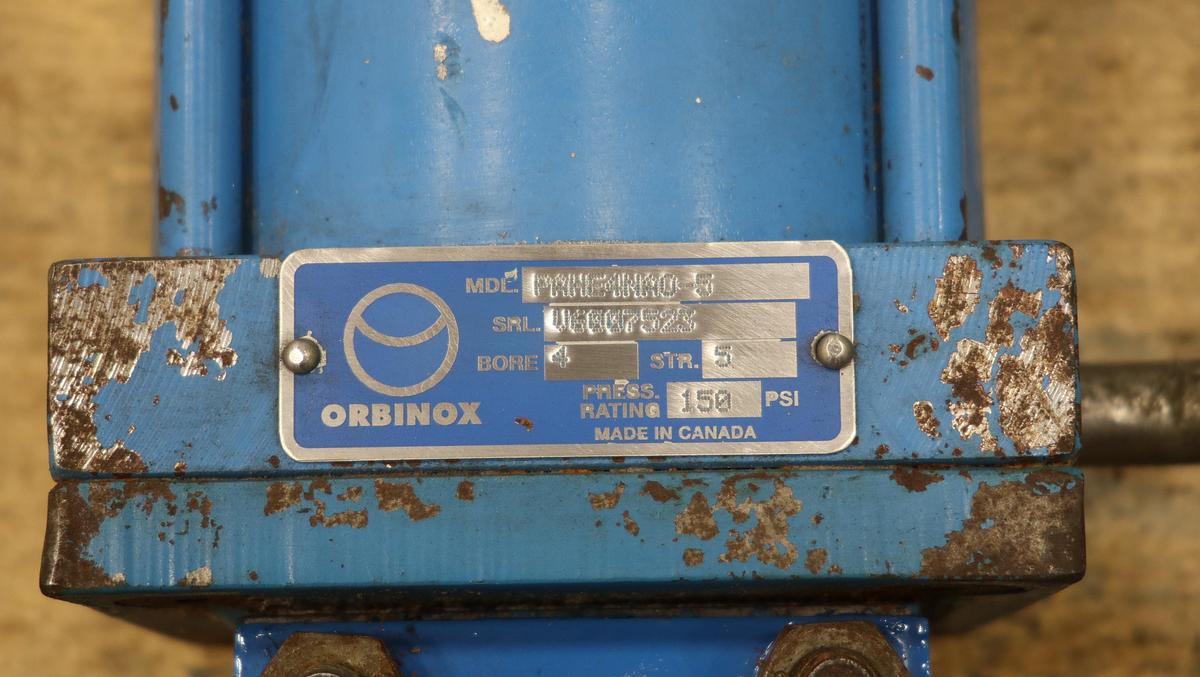 MDL.
SRL.
BORE 4 STR. 5
PRESS. RATING 150 PSI
ORBINOX
MADE IN CANADA